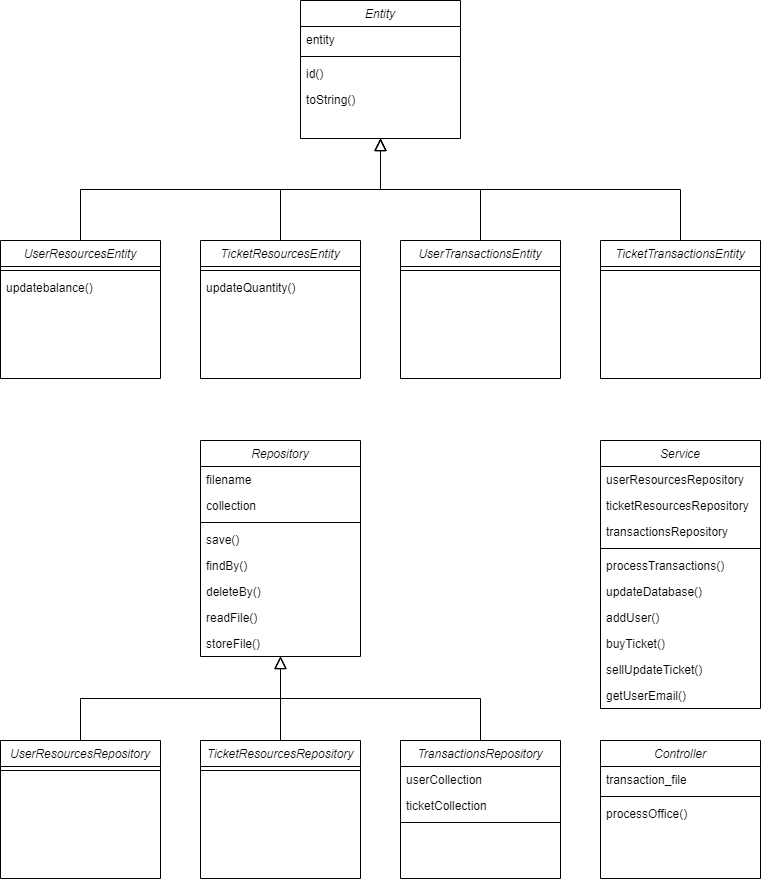 Entity
entity
id()
toString()
UserResourcesEntity
updatebalance()
TicketResourcesEntity
updateQuantity()
UserTransactionsEntity
TicketTransactionsEntity
Repository
filename
collection
save()
findBy()
deleteBy()
readFile()
storeFile()
Service
userResourcesRepository
ticketResourcesRepository
transactionsRepository
processTransactions()
updateDatabase()
addUser()
buyTicket()
sellUpdateTicket()
getUserEmail()
UserResourcesRepository
TicketResourcesRepository
TransactionsRepository
userCollection
ticketCollection
Controller
transaction_file
processOffice()